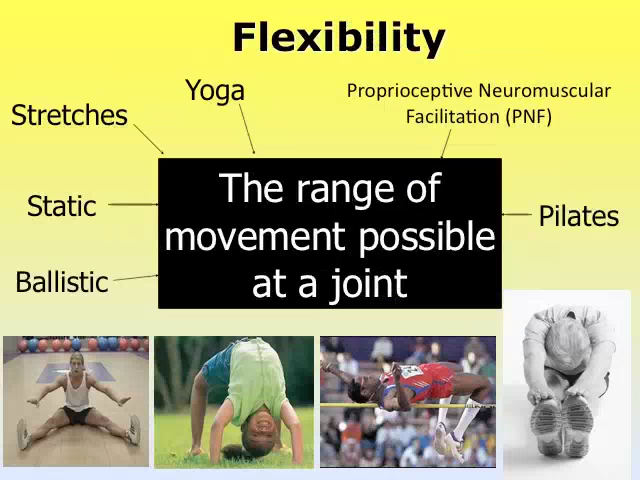 Flexibility
Yoga
Proprioceptive Neuromuscular
Facilitation (PNF)
Stretches
The range of
movement possible
at a joint
Static
Pilates
Ballistic